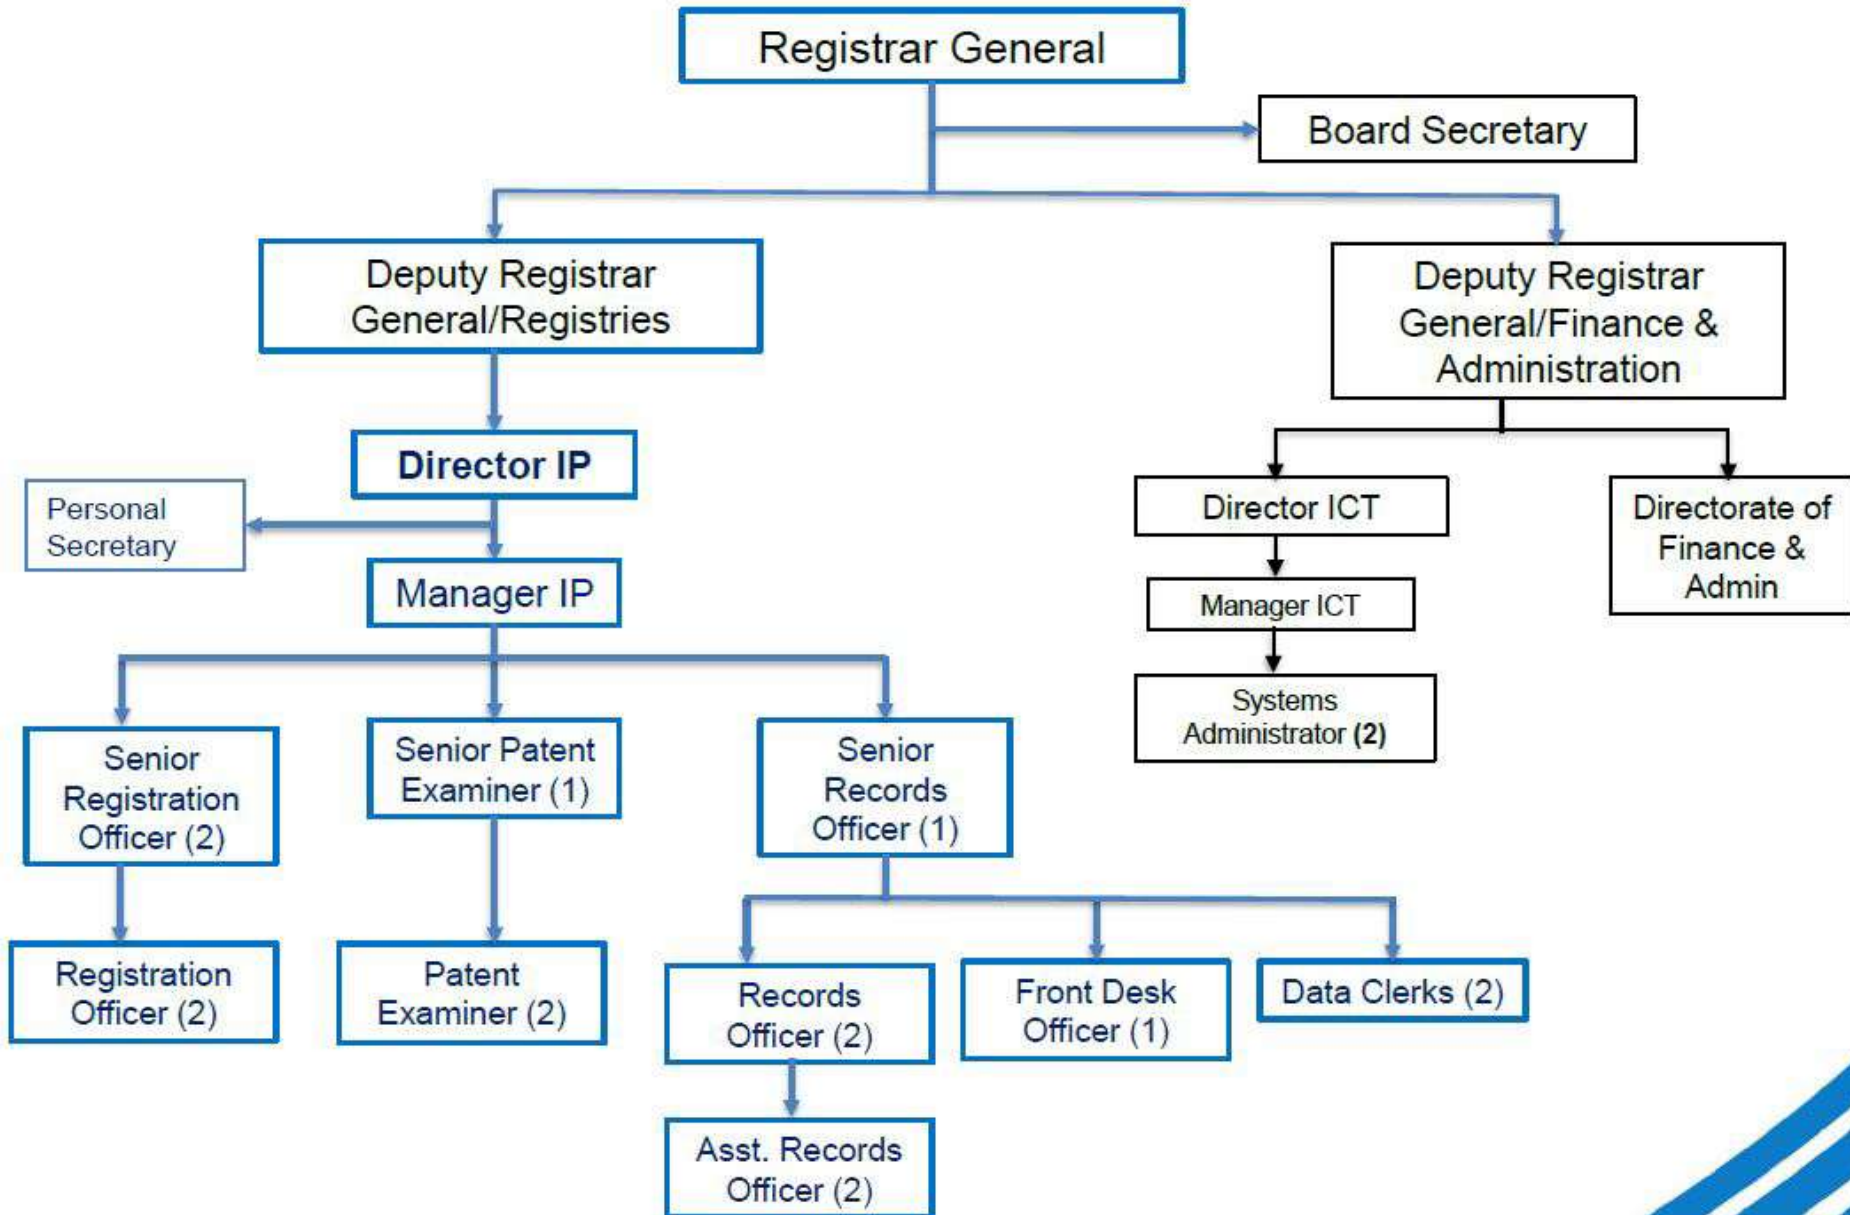 Registrar General
Board Secretary
Deputy Registrar
General/Registries
Deputy Registrar
General/Finance &
Administration
Director IP
Personal
Secretary
Manager IP
Director ICT
Directorate of
Finance &
Admin
Manager ICT
Systems
Administrator (2)
Senior
Registration
Officer (2)
Senior Patent
Examiner (1)
Senior
Records
Officer (1)
Registration
Officer (2)
Patent
Examiner (2)
Records
Officer (2)
Front Desk
Officer (1)
Data Clerks (2)
Asst. Records
Officer (2)